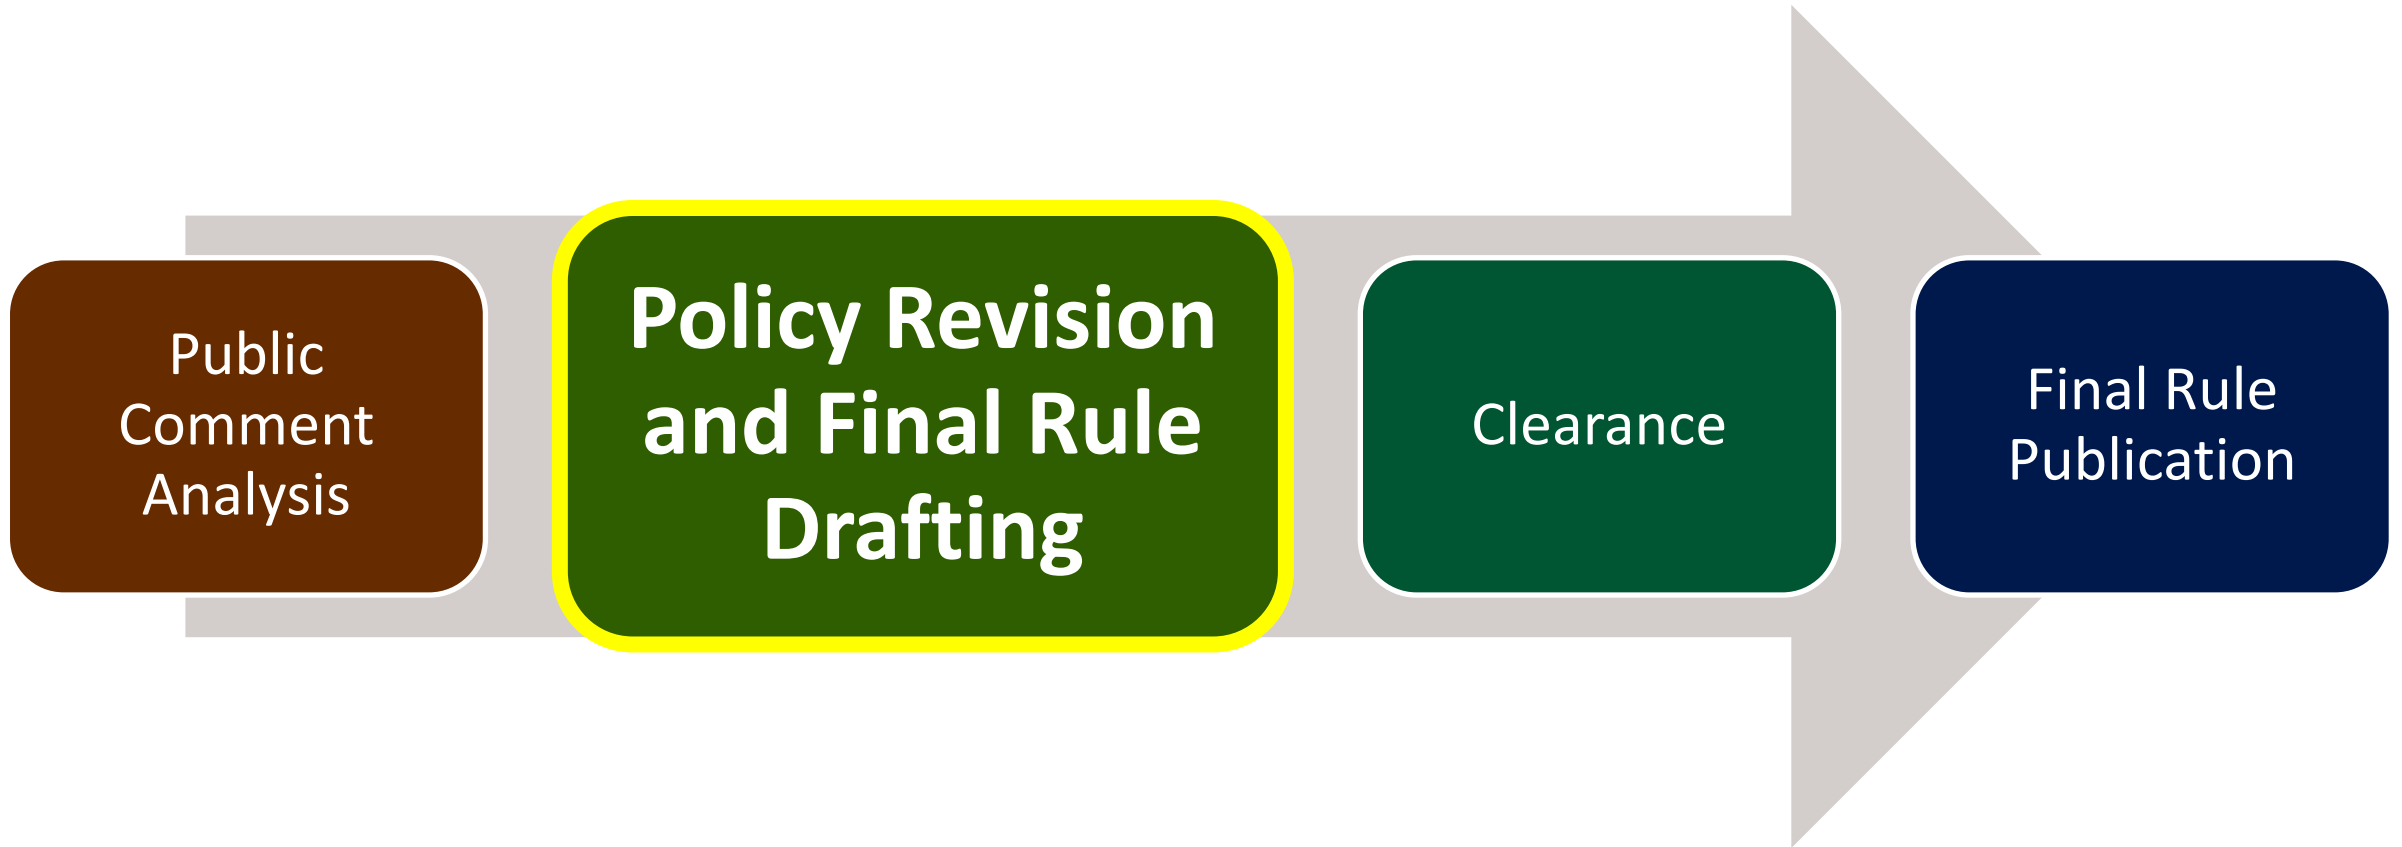 Public
Comment
Analysis
Policy Revision
and Final Rule
Drafting
Clearance
Final Rule
Publication